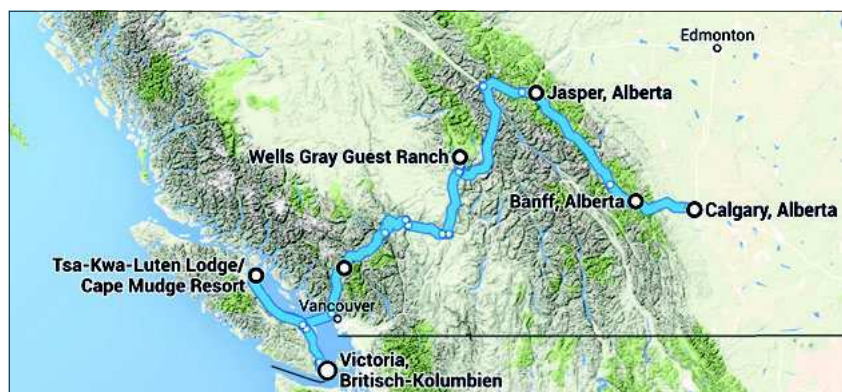 Edmonton
Jasper, Alberta
Wells Gray Guest Ranch
Banff, Alberta
Calgary, Alberta
Tsa-Kwa-Luten Lodge/
Cape Mudge Resort
Vancouver
Victoria,
Britisch-Kolumbien